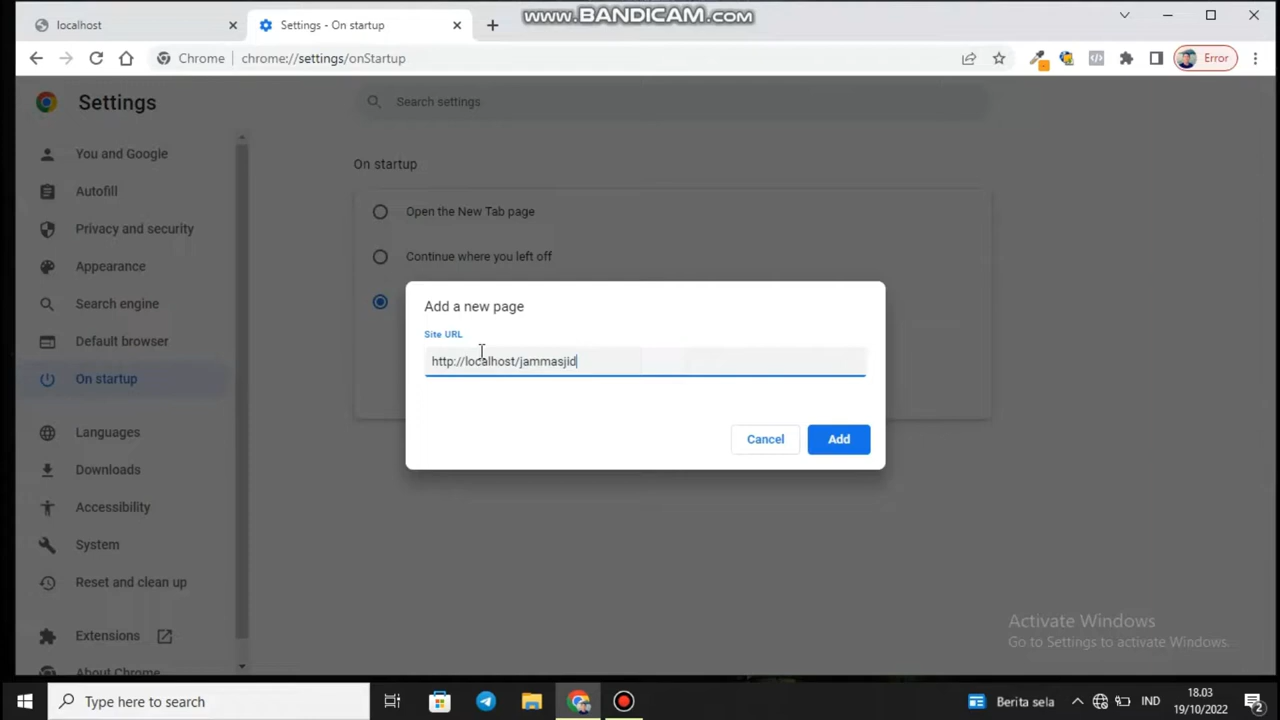 localhost
Settings - On startup
www.BANDICAM.com
Chrome
chrome://settings/onStartup
Error
Settings
Search settings
You and Google
Autofill
Privacy and security
Appearance
Search engine
Default browser
On startup
Languages
Downloads
Accessibility
System
Reset and clean up
Extensions
About Chrome
On startup
Open the New Tab page
Continue where you left off
Add a new page
Site URL
http://localhost/jammasjid
Cancel
Add
Activate Windows
Go to Settings to activate Windows.
Type here to search
Berita sela
IND
18.03
19/10/2022
2